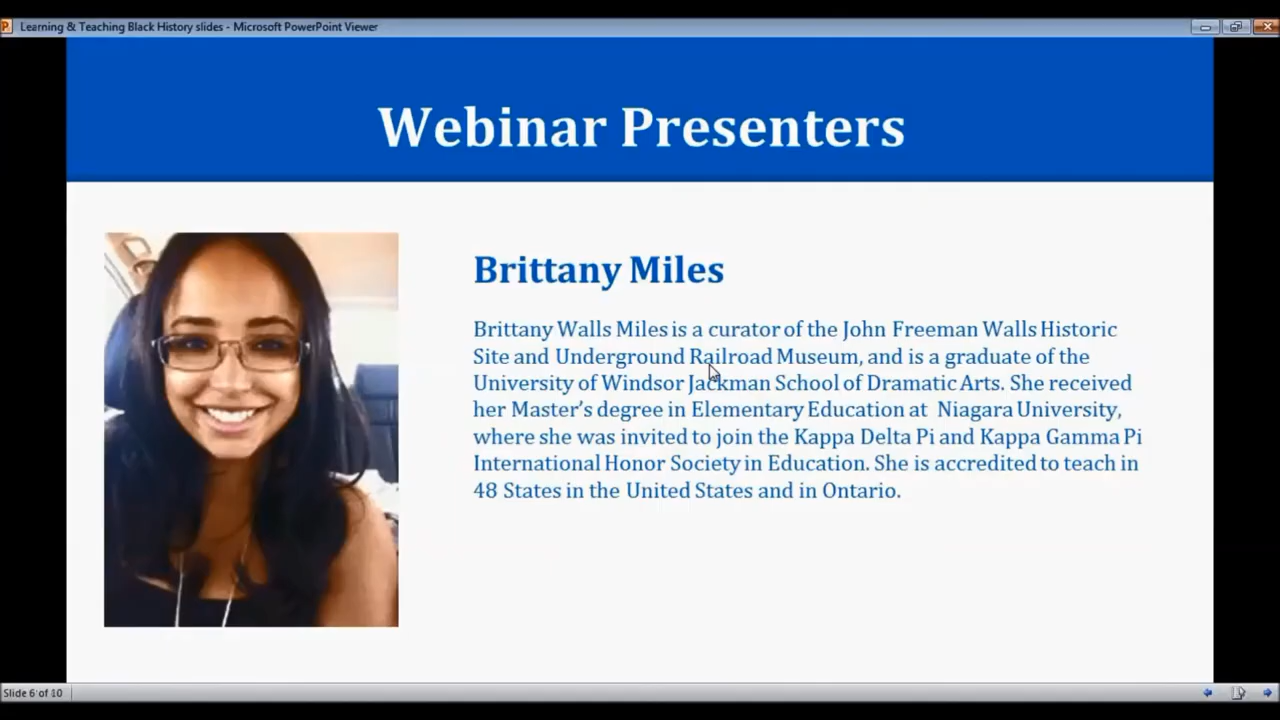 Learning & Teaching Black History slides - Microsoft PowerPoint Viewer
Webinar Presenters
Brittany Miles
Brittany Walls Miles is a curator of the John Freeman Walls Historic
Site and Underground Railroad Museum, and is a graduate of the
University of Windsor Jackman School of Dramatic Arts. She received
her Master’s degree in Elementary Education at Niagara University,
where she was invited to join the Kappa Delta Pi and Kappa Gamma Pi
International Honor Society in Education. She is accredited to teach in
48 States in the United States and in Ontario.
Slide 6 of 10